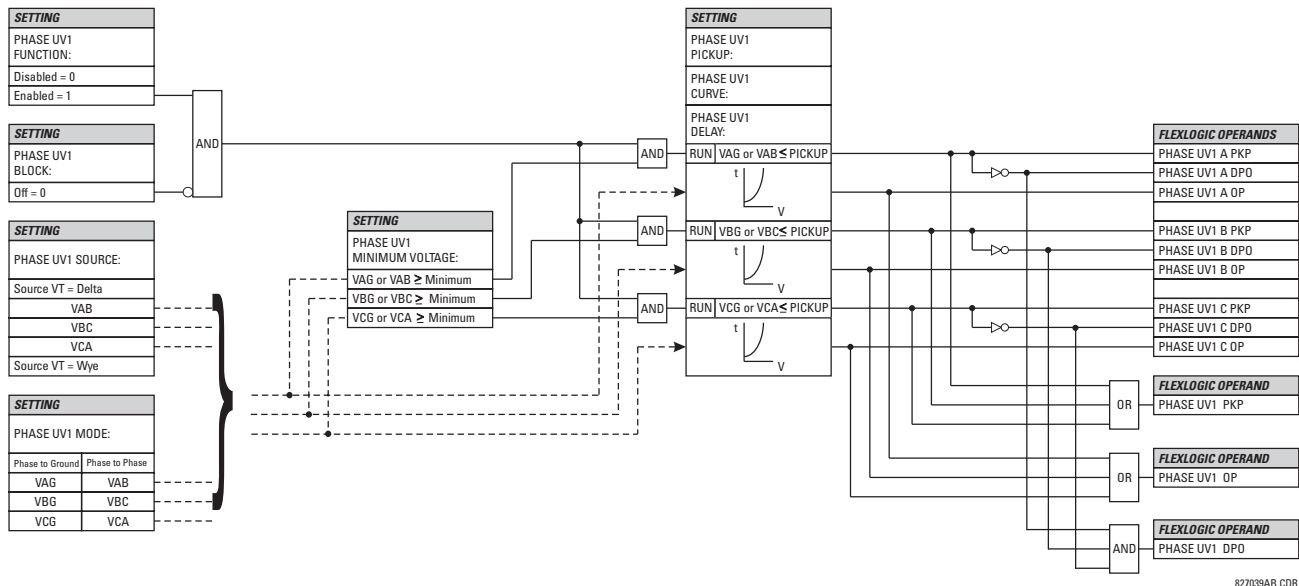 SETTING
PHASE UV1
FUNCTION:
Disabled = 0
Enabled = 1
SETTING
PHASE UV1
BLOCK:
Off = 0
AND
SETTING
PHASE UV1 SOURCE:
Source VT = Delta
VAB
VBC
VCA
Source VT = Wye
SETTING
PHASE UV1 MODE:
Phase to Ground Phase to Phase
VAG VAB
VBG VBC
VCG VCA
SETTING
PHASE UV1
MINIMUM VOLTAGE:
VAG or VAB ≥ Minimum
VBG or VBC ≥ Minimum
VCG or VCA ≥ Minimum
AND
AND
AND
SETTING
PHASE UV1
PICKUP:
PHASE UV1
CURVE:
PHASE UV1
DELAY:
RUN VAG or VAB ≤ PICKUP
t
V
RUN VBG or VBC ≤ PICKUP
t
V
RUN VCG or VCA ≤ PICKUP
t
V
FLEXLOGIC OPERANDS
PHASE UV1 A PKP
PHASE UV1 A DPO
PHASE UV1 A OP
PHASE UV1 B PKP
PHASE UV1 B DPO
PHASE UV1 B OP
PHASE UV1 C PKP
PHASE UV1 C DPO
PHASE UV1 C OP
OR
FLEXLOGIC OPERAND
PHASE UV1 PKP
OR
FLEXLOGIC OPERAND
PHASE UV1 OP
AND
FLEXLOGIC OPERAND
PHASE UV1 DPO
827039AB.CDR